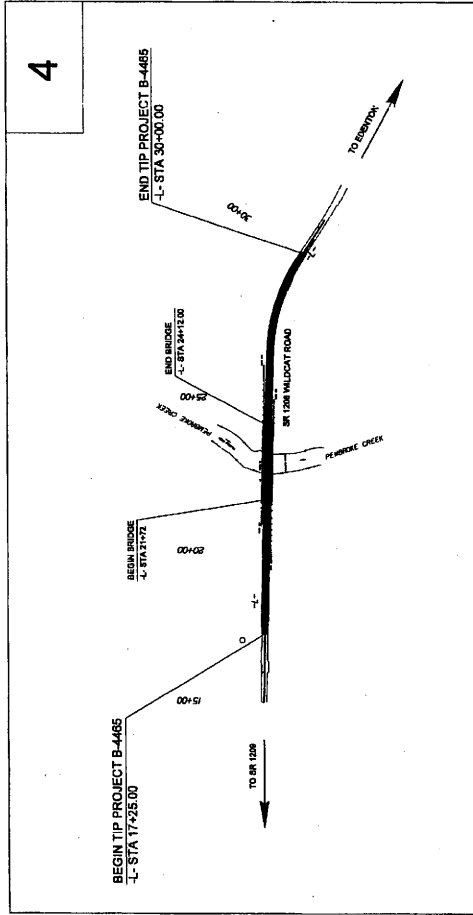 4
BEGIN TIP PROJECT B-4465
-L- STA 17+25.00
BEGIN BRIDGE
-L- STA 21+72
END BRIDGE
-L- STA 24+12.00
END TIP PROJECT B-4465
-L- STA 30+00.00
15+00
20+00
25+00
30+00
PEMBROKE CREEK
-L-
-L-
SR 1208 WILDCAT ROAD
PEMBROKE CREEK
TO SR 1209
TO EDENTON